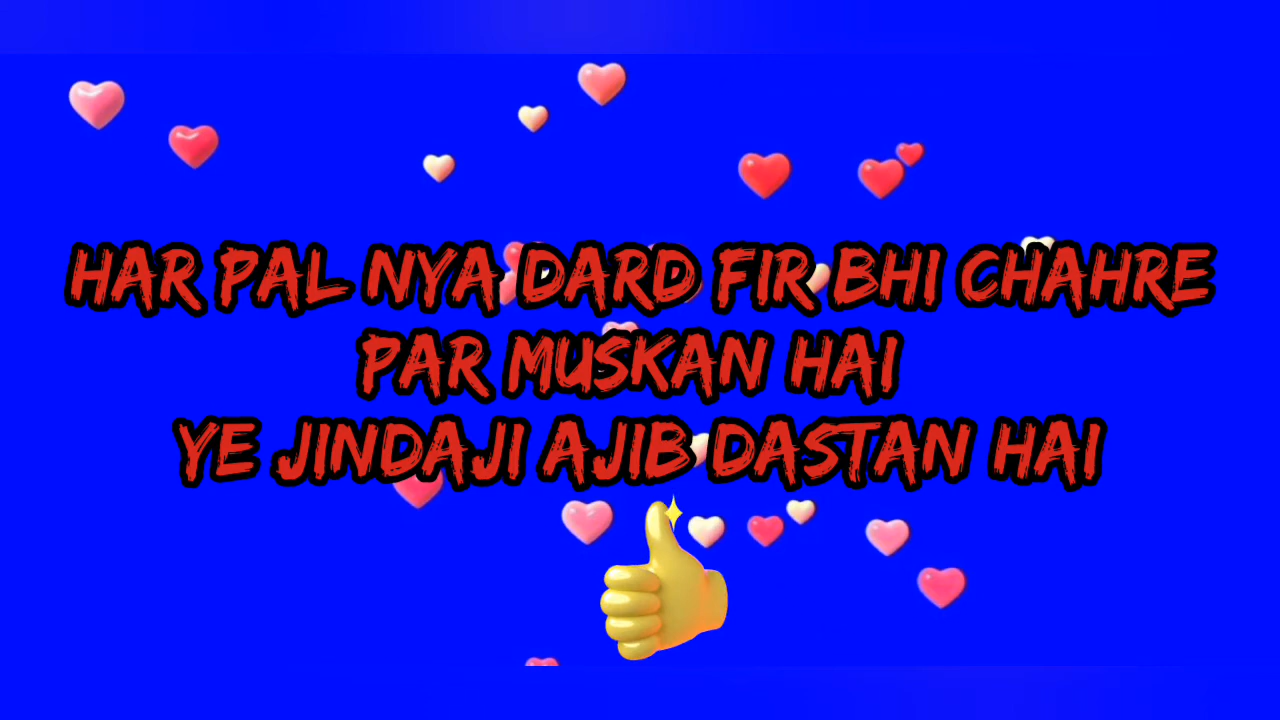 HAR PAL NYA DARD FIR BHI CHAHRE
PAR MUSKAN HAI
YE JINDAJI AJIB DASTAN HAI